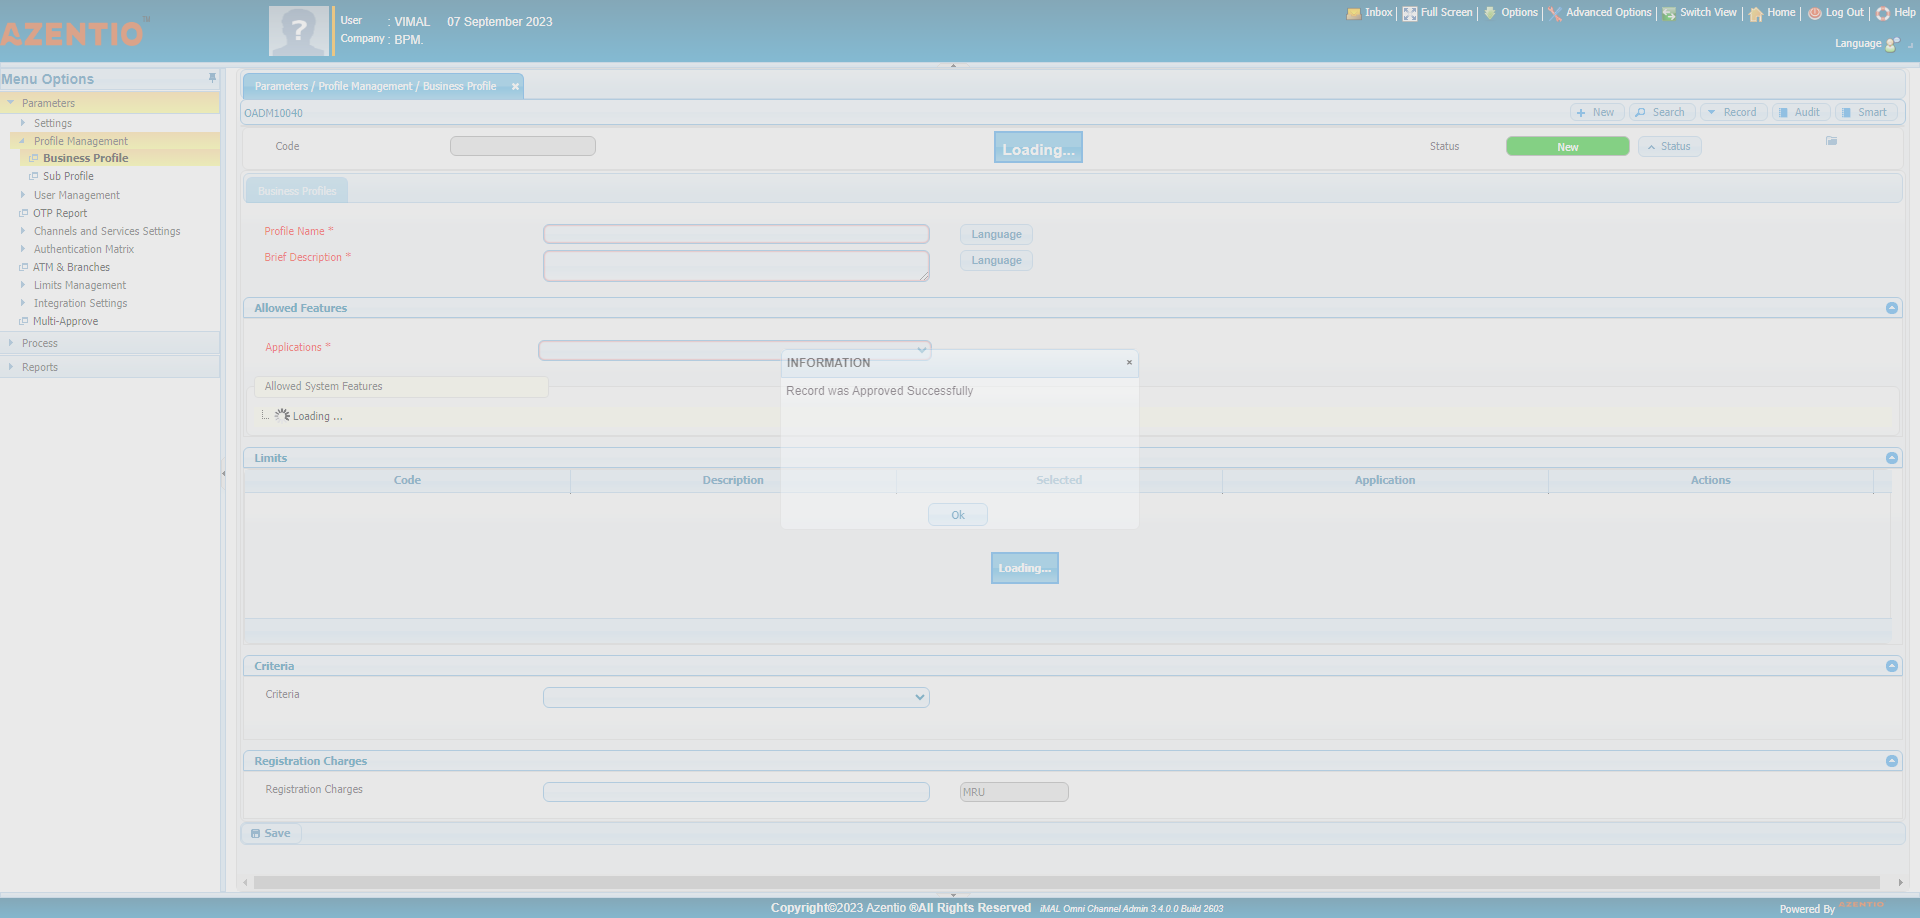 AZENTIO™
User : VIMAL 07 September 2023
Company : BPM.
Inbox Full Screen Options Advanced Options Switch View Home Log Out Help
Language
Menu Options
Parameters
Settings
Profile Management
Business Profile
Sub Profile
User Management
OTP Report
Channels and Services Settings
Authentication Matrix
ATM & Branches
Limits Management
Integration Settings
Multi-Approve
Process
Reports
Parameters / Profile Management / Business Profile
OADM10040
New Search Record Audit Smart
Code
Loading...
Status New Status
Business Profiles
Profile Name * Language
Brief Description * Language
Allowed Features
Applications *
Allowed System Features
Loading ...
INFORMATION
Record was Approved Successfully
Ok
Limits
Code Description Selected Application Actions
Loading...
Criteria
Criteria
Registration Charges
Registration Charges MRU
Save
Copyright©2023 Azentio ®All Rights Reserved iMAL Omni Channel Admin 3.4.0.0 Build 2603
Powered By AZENTIO